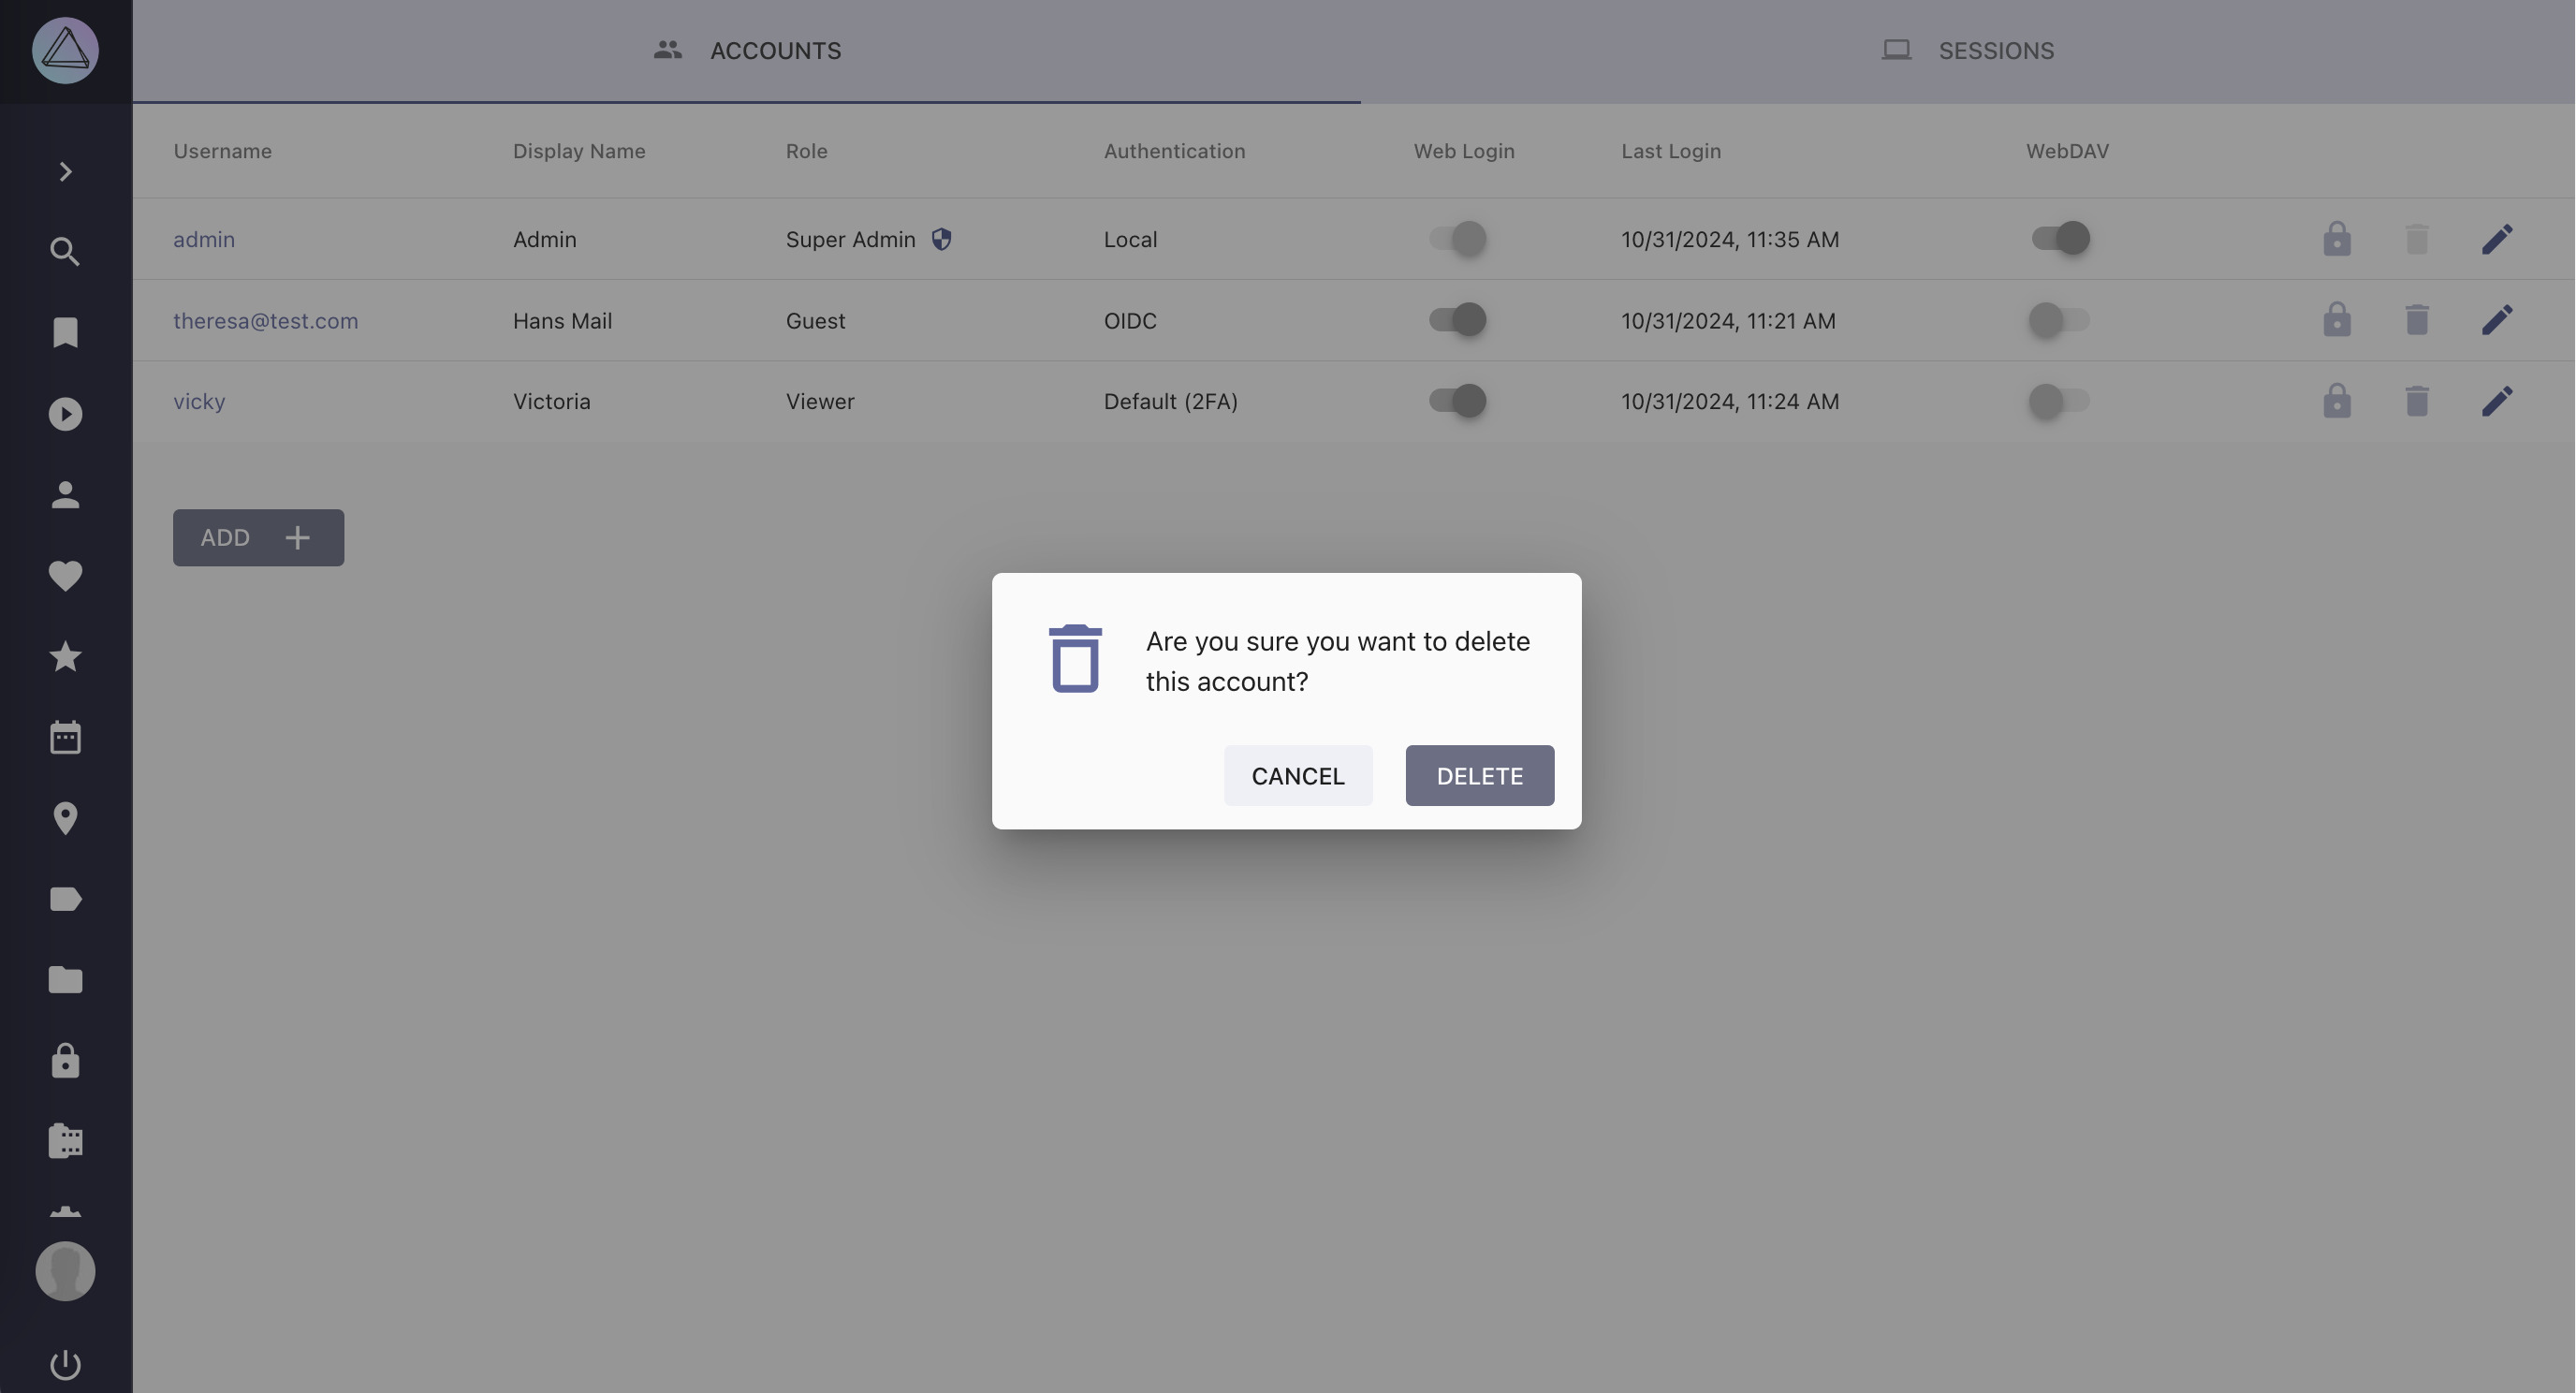 ACCOUNTS SESSIONS
Username Display Name Role Authentication Web Login Last Login WebDAV
admin Admin Super Admin Local 10/31/2024, 11:35 AM
theresa@test.com Hans Mail Guest OIDC 10/31/2024, 11:21 AM
vicky Victoria Viewer Default (2FA) 10/31/2024, 11:24 AM
ADD
Are you sure you want to delete
this account?
CANCEL DELETE